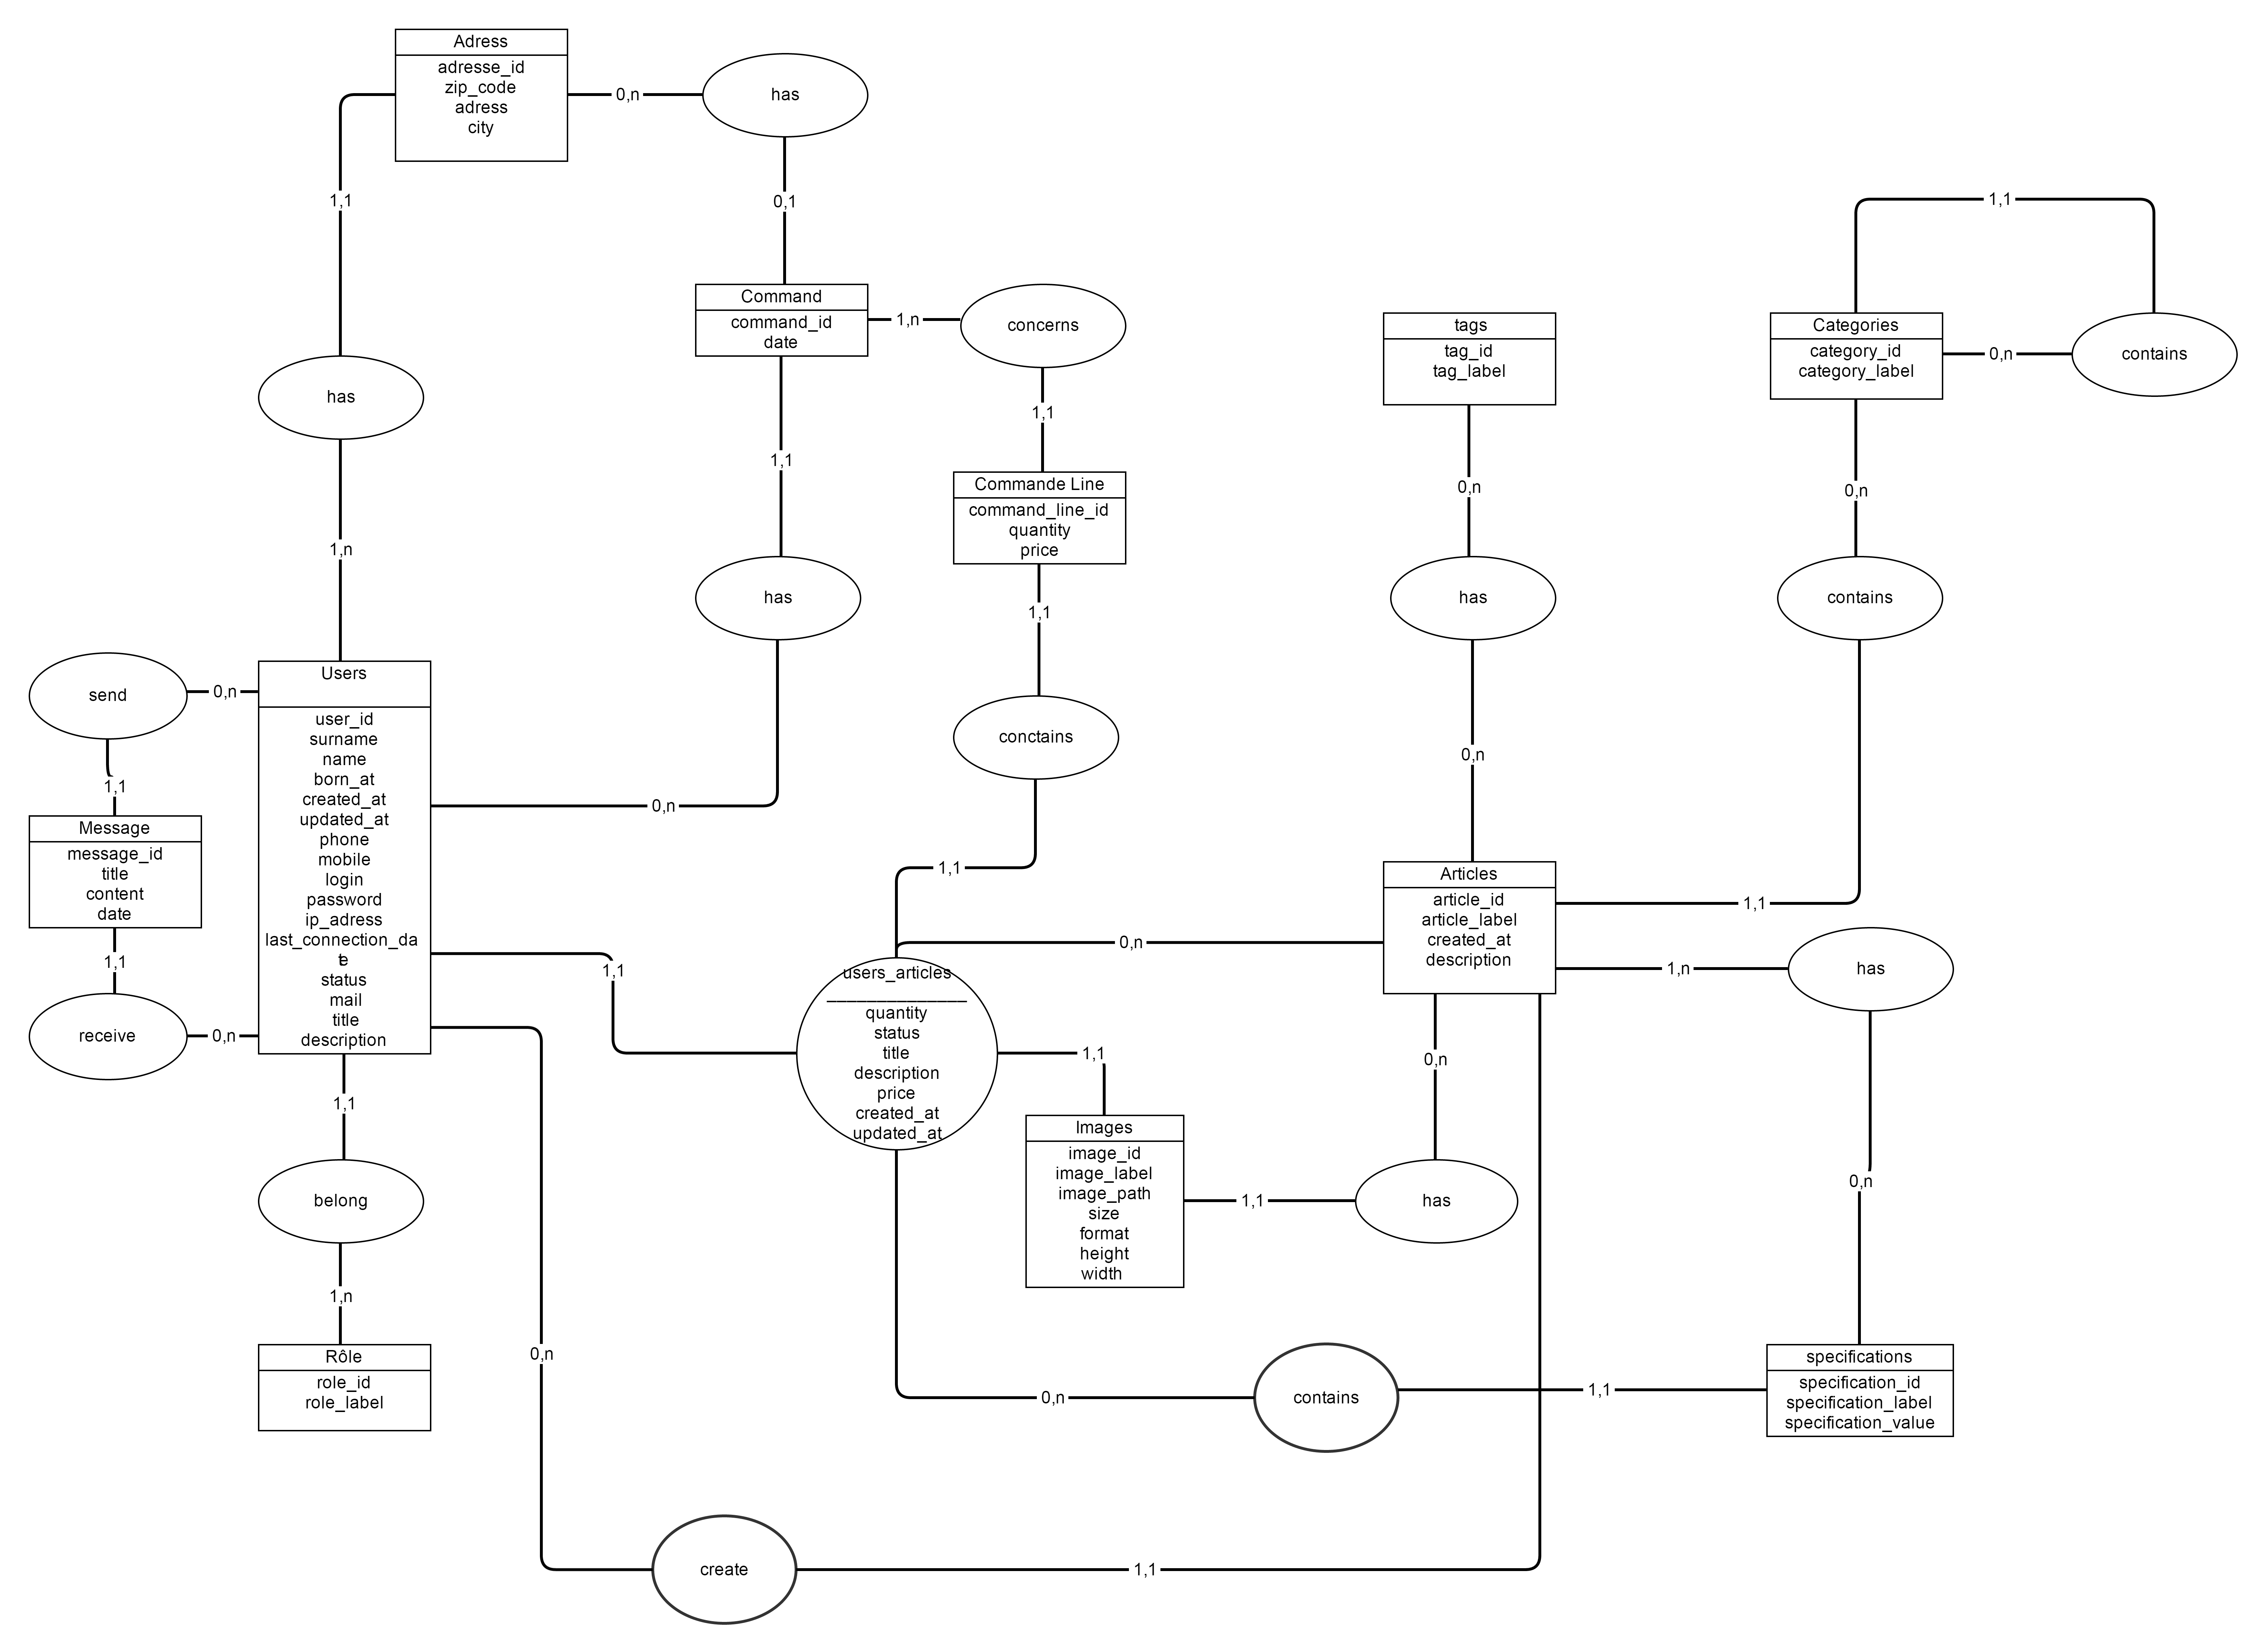 Adress
adresse_id
zip_code
adress
city
0,n
has
1,1
0,1
1,1
Categories
category_id
category_label
0,n
contains
Command
command_id
date
1,n
concerns
tags
tag_id
tag_label
has
1,1
1,1
0,n
0,n
Commande Line
command_line_id
quantity
price
1,n
1,1
has
has
contains
Users
user_id
surname
name
born_at
created_at
updated_at
phone
mobile
login
password
ip_adress
last_connection_da
te
status
mail
title
description
send
0,n
1,1
Message
message_id
title
content
date
1,1
receive
0,n
conctains
0,n
0,n
1,1
Articles
article_id
article_label
created_at
description
1,1
0,n
1,n
has
1,1
users_articles
______________
quantity
status
title
description
price
created_at
updated_at
1,1
0,n
1,1
Images
image_id
image_label
image_path
size
format
height
width
1,1
has
0,n
belong
1,n
Rôle
role_id
role_label
0,n
0,n
contains
1,1
specifications
specification_id
specification_label
specification_value
create
1,1